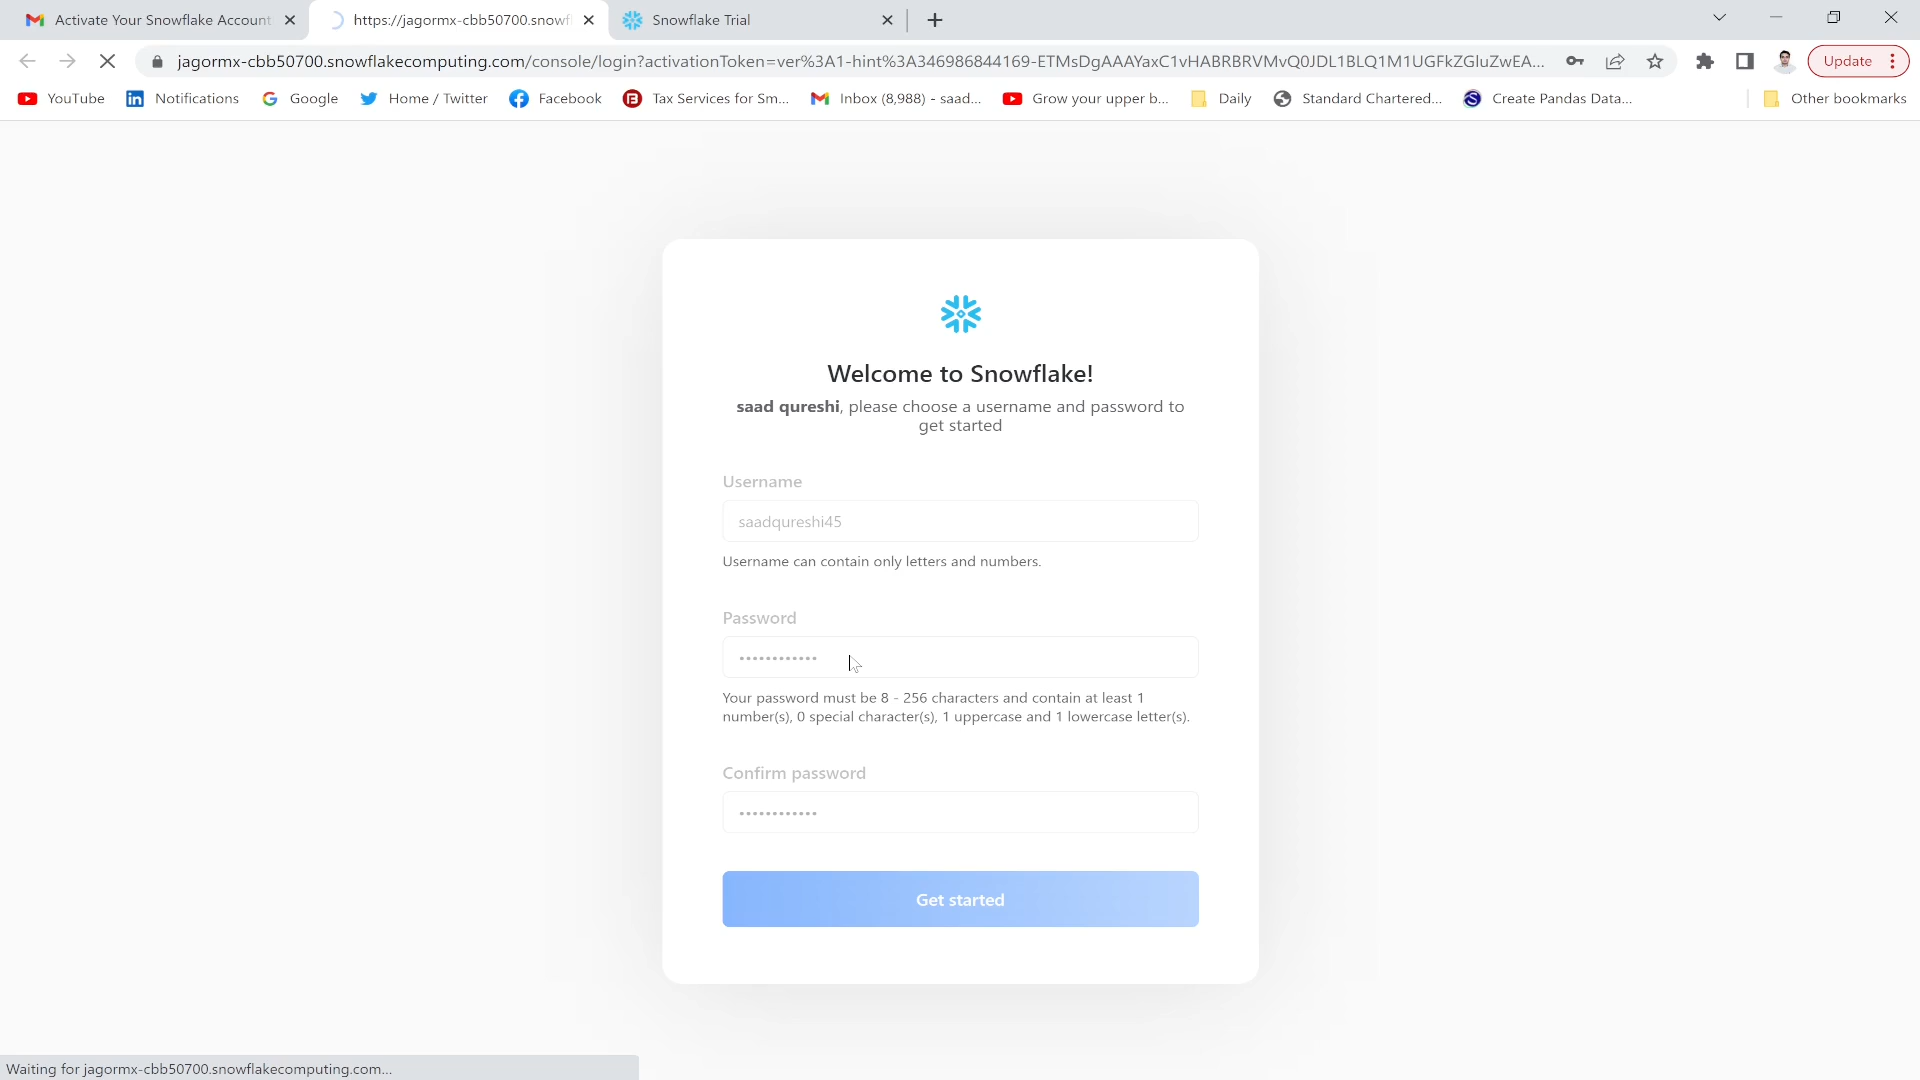 Activate Your Snowflake Account
https://jagormx-cbb50700.snowfl
Snowflake Trial
jagormx-cbb50700.snowflakecomputing.com/console/login?activationToken=ver%3A1-hint%3A346986844169-ETMsDgAAAYaxC1vHABRBRVMvQ0JDL1BLQ1M1UGFkZGluZwEA...
Update
YouTube
Notifications
Google
Home / Twitter
Facebook
Tax Services for Sm...
Inbox (8,988) - saad...
Grow your upper b...
Daily
Standard Chartered...
Create Pandas Data...
Other bookmarks
Welcome to Snowflake!
saad qureshi, please choose a username and password to
get started
Username
saadqureshi45
Username can contain only letters and numbers.
Password
••••••••••••
Your password must be 8 - 256 characters and contain at least 1
number(s), 0 special character(s), 1 uppercase and 1 lowercase letter(s).
Confirm password
••••••••••••
Get started
Waiting for jagormx-cbb50700.snowflakecomputing.com...